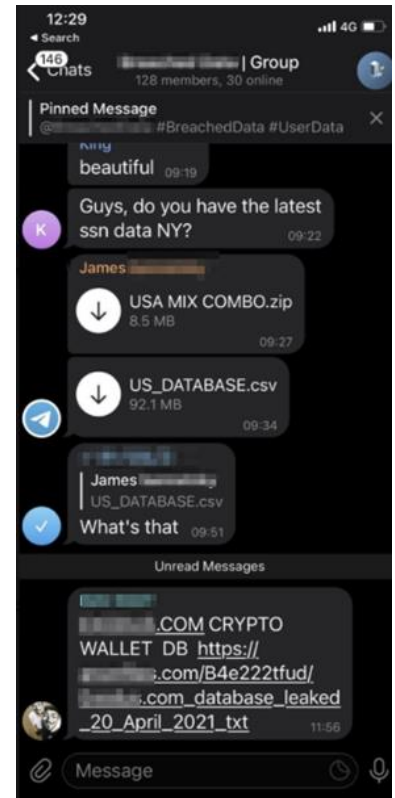 12:29
4G
Search
146
Chats
| Group
128 members, 30 online
Pinned Message
@ #BreachedData #UserData
King
beautiful 09:19
K
Guys, do you have the latest
ssn data NY? 09:22
James
USA MIX COMBO.zip
8.5 MB
09:27
US_DATABASE.csv
92.1 MB
09:34
James
US_DATABASE.csv
What's that 09:51
Unread Messages
.COM CRYPTO
WALLET DB https://
.com/B4e222tfud/
.com_database_leaked
_20_April_2021_txt 11:56
Message